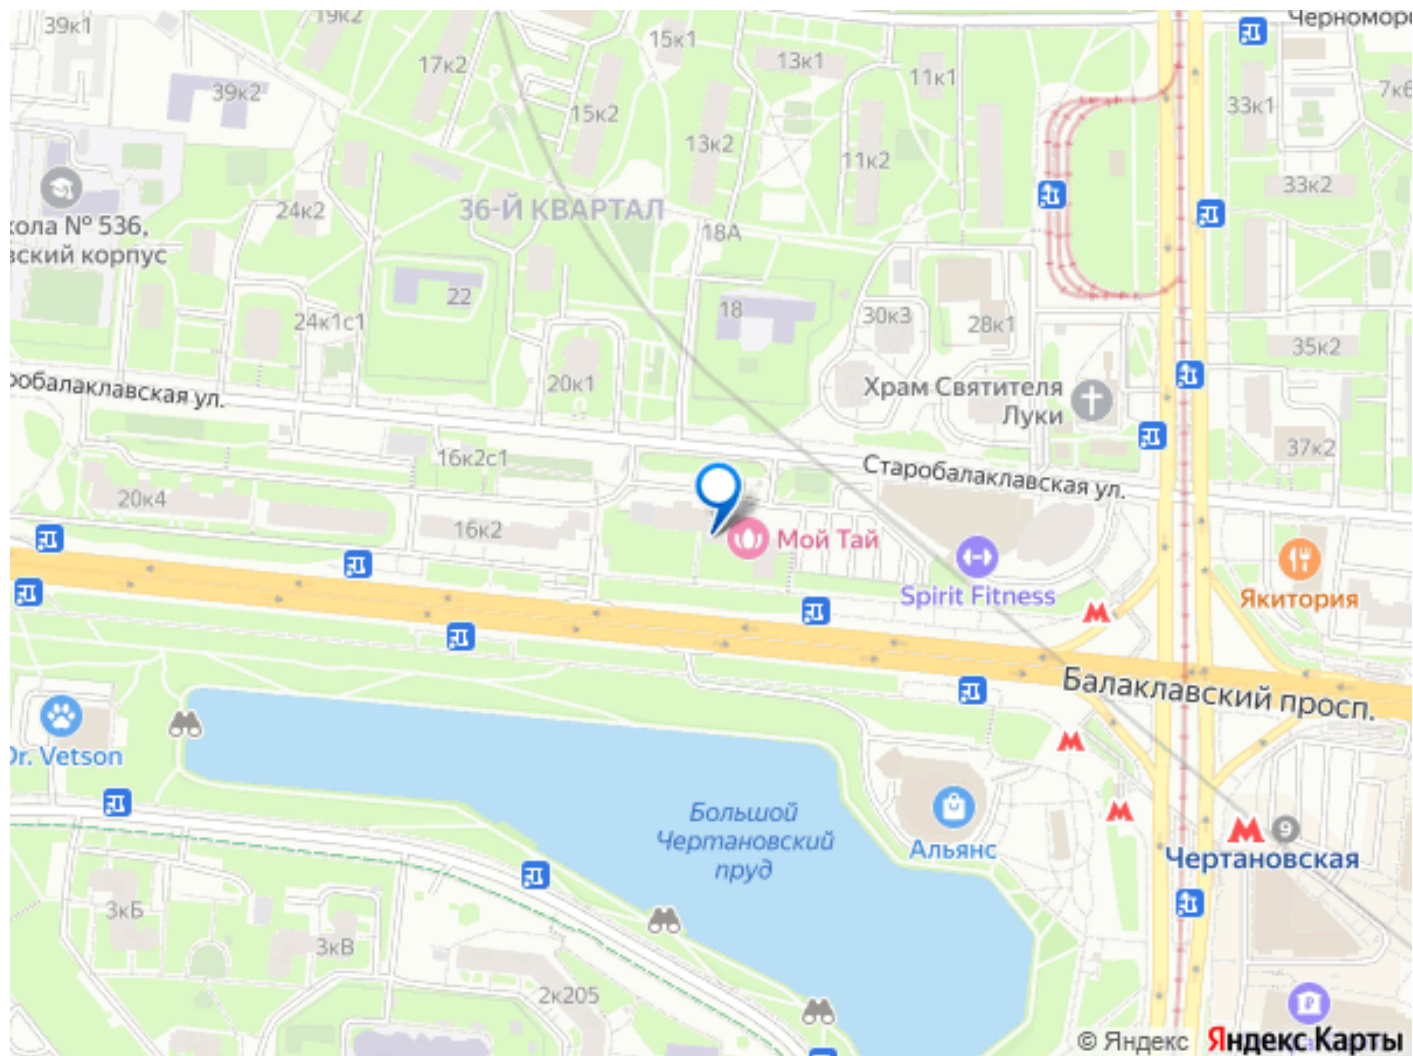 39к1
19к2
15к1
Черномор
17к2
13к1
11к1
39к2
7к6
33к1
15к2
13к2
11к2
33к2
кола № 536,
вский корпус
24к2
36-Й КВАРТАЛ
18А
22
18
24к1с1
30к3
28к1
35к2
20к1
робалаклавская ул.
Храм Святителя
Луки
37к2
16к2с1
Старобалаклавская ул.
20к4
16к2
Мой Тай
Spirit Fitness
Якитория
Балаклавский просп.
Dr. Vetson
Большой
Чертановский
пруд
Альянс
9
Чертановская
3кБ
3кВ
2к205
© Яндекс
Яндекс Карты